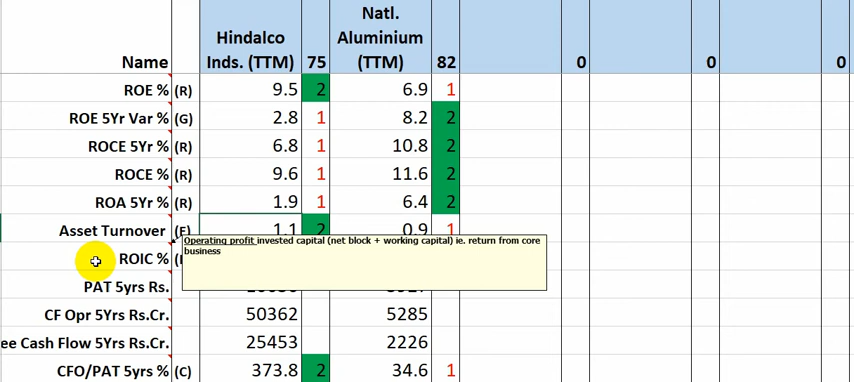 Name Hindalco Inds. (TTM) 75 Natl. Aluminium (TTM) 82 0 0 0
ROE % (R) 9.5 2 6.9 1
ROE 5Yr Var % (G) 2.8 1 8.2 2
ROCE 5Yr % (R) 6.8 1 10.8 2
ROCE % (R) 9.6 1 11.6 2
ROA 5Yr % (R) 1.9 1 6.4 2
Asset Turnover (E) 1.1 2 0.9 1
Operating profit invested capital (net block + working capital) ie. return from core
business
ROIC %
PAT 5yrs Rs.
CF Opr 5Yrs Rs.Cr. 50362 5285
ee Cash Flow 5Yrs Rs.Cr. 25453 2226
CFO/PAT 5yrs % (C) 373.8 2 34.6 1